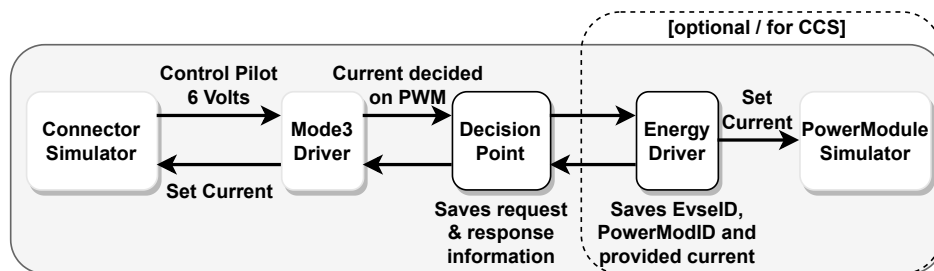 [optional / for CCS]
Control Pilot
6 Volts
Current decided
on PWM
Set
Current
Connector
Simulator
Mode3
Driver
Decision
Point
Energy
Driver
PowerModule
Simulator
Set Current
Saves request
& response
information
Saves EvseID,
PowerModID and
provided current